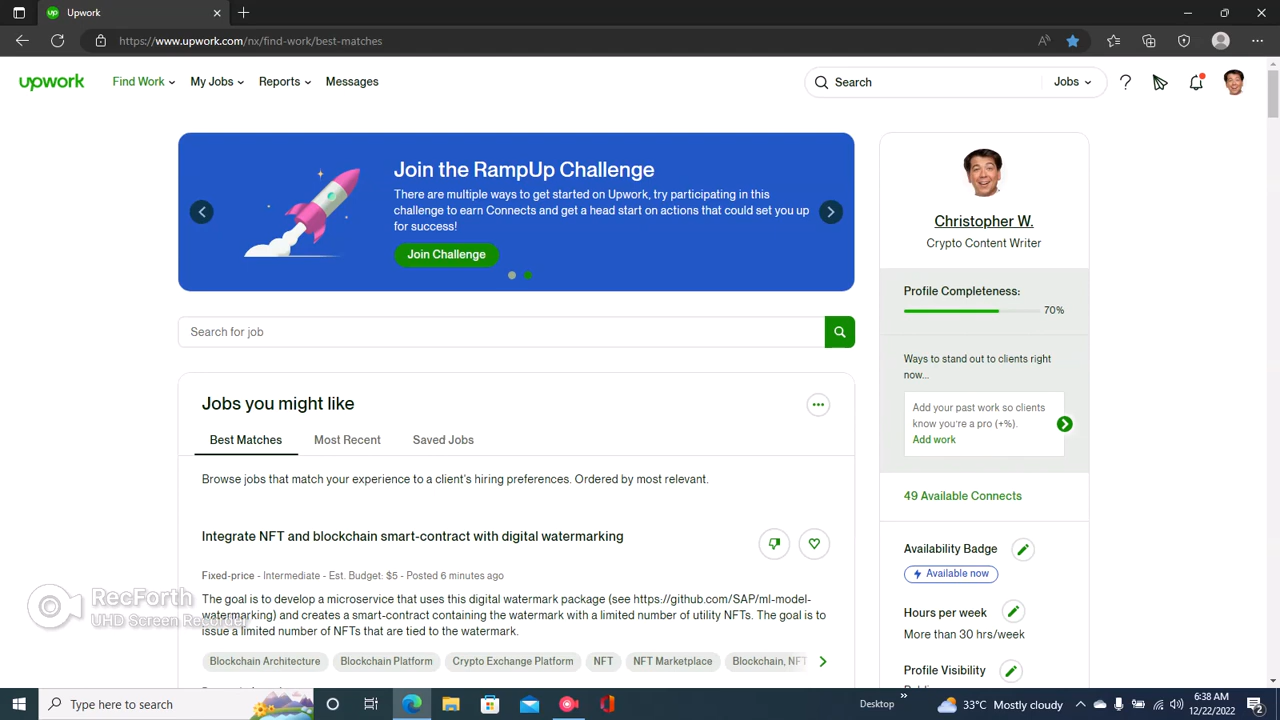 Upwork
https://www.upwork.com/nx/find-work/best-matches
upwork
Find Work
My Jobs
Reports
Messages
Search
Jobs
Join the RampUp Challenge
There are multiple ways to get started on Upwork, try participating in this
challenge to earn Connects and get a head start on actions that could set you up
for success!
Join Challenge
Search for job
Jobs you might like
Best Matches
Most Recent
Saved Jobs
Browse jobs that match your experience to a client's hiring preferences. Ordered by most relevant.
Integrate NFT and blockchain smart-contract with digital watermarking
Fixed-price - Intermediate - Est. Budget: $5 - Posted 6 minutes ago
The goal is to develop a microservice that uses this digital watermark package (see https://github.com/SAP/ml-model-
watermarking) and creates a smart-contract containing the watermark with a limited number of utility NFTs. The goal is to
issue a limited number of NFTs that are tied to the watermark.
Blockchain Architecture
Blockchain Platform
Crypto Exchange Platform
NFT
NFT Marketplace
Blockchain, NFT
Christopher W.
Crypto Content Writer
Profile Completeness:
70%
Ways to stand out to clients right
now...
Add your past work so clients
know you're a pro (+%).
Add work
49 Available Connects
Availability Badge
Available now
Hours per week
More than 30 hrs/week
Profile Visibility
RecForth
UHD Screen Recorder
Type here to search
Desktop
33°C Mostly cloudy
6:38 AM
12/22/2022
2